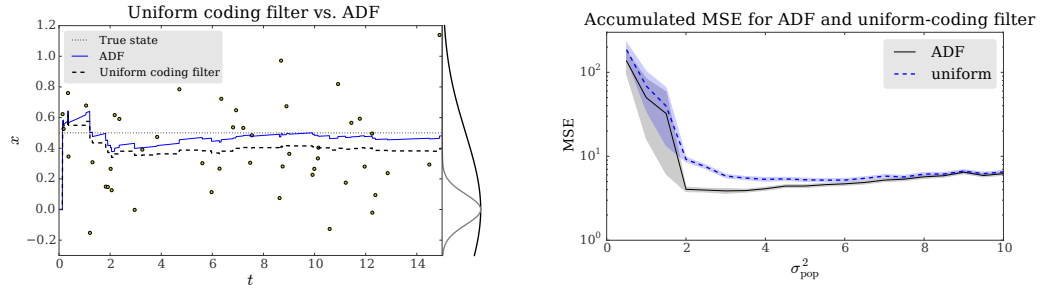 Uniform coding filter vs. ADF
1.2
1.0
0.8
0.6
0.4
0.2
0.0
−0.2
x
True state
ADF
Uniform coding filter
0 2 4 6 8 10 12 14
t
Accumulated MSE for ADF and uniform-coding filter
10²
10¹
10⁰
MSE
ADF
uniform
0 2 4 6 8 10
σ²pop